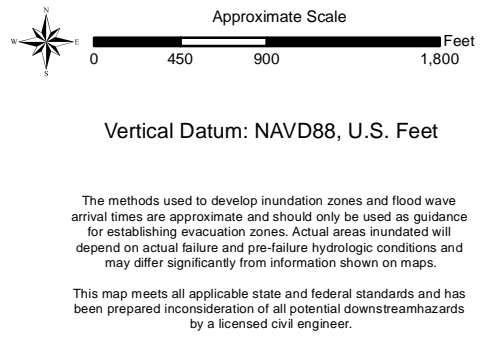 Approximate Scale
N
W E
S
Feet
0 450 900 1,800
Vertical Datum: NAVD88, U.S. Feet
The methods used to develop inundation zones and flood wave
arrival times are approximate and should only be used as guidance
for establishing evacuation zones. Actual areas inundated will
depend on actual failure and pre-failure hydrologic conditions and
may differ significantly from information shown on maps.
This map meets all applicable state and federal standards and has
been prepared inconsideration of all potential downstreamhazards
by a licensed civil engineer.